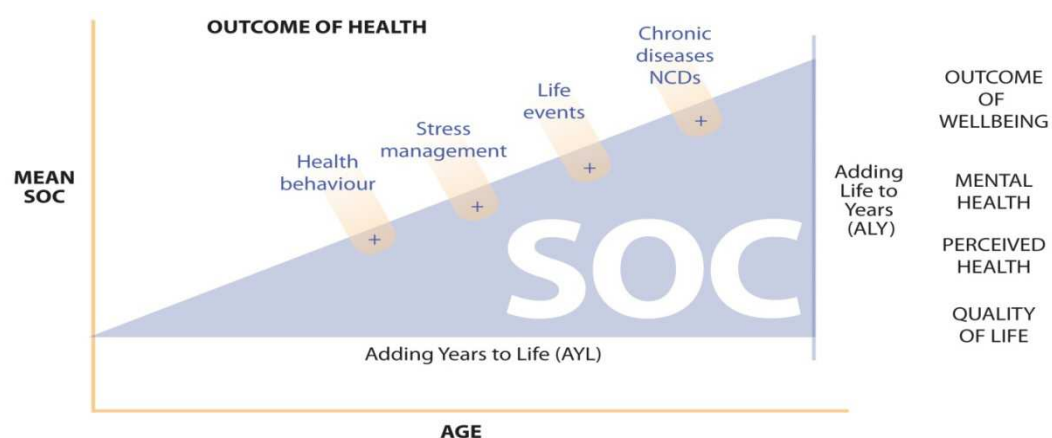 OUTCOME OF HEALTH
Chronic
diseases
NCDs
Life
events
Stress
management
Health
behaviour
+
+
+
+
MEAN
SOC
SOC
Adding Years to Life (AYL)
AGE
Adding
Life to
Years
(ALY)
OUTCOME
OF
WELLBEING
MENTAL
HEALTH
PERCEIVED
HEALTH
QUALITY
OF LIFE